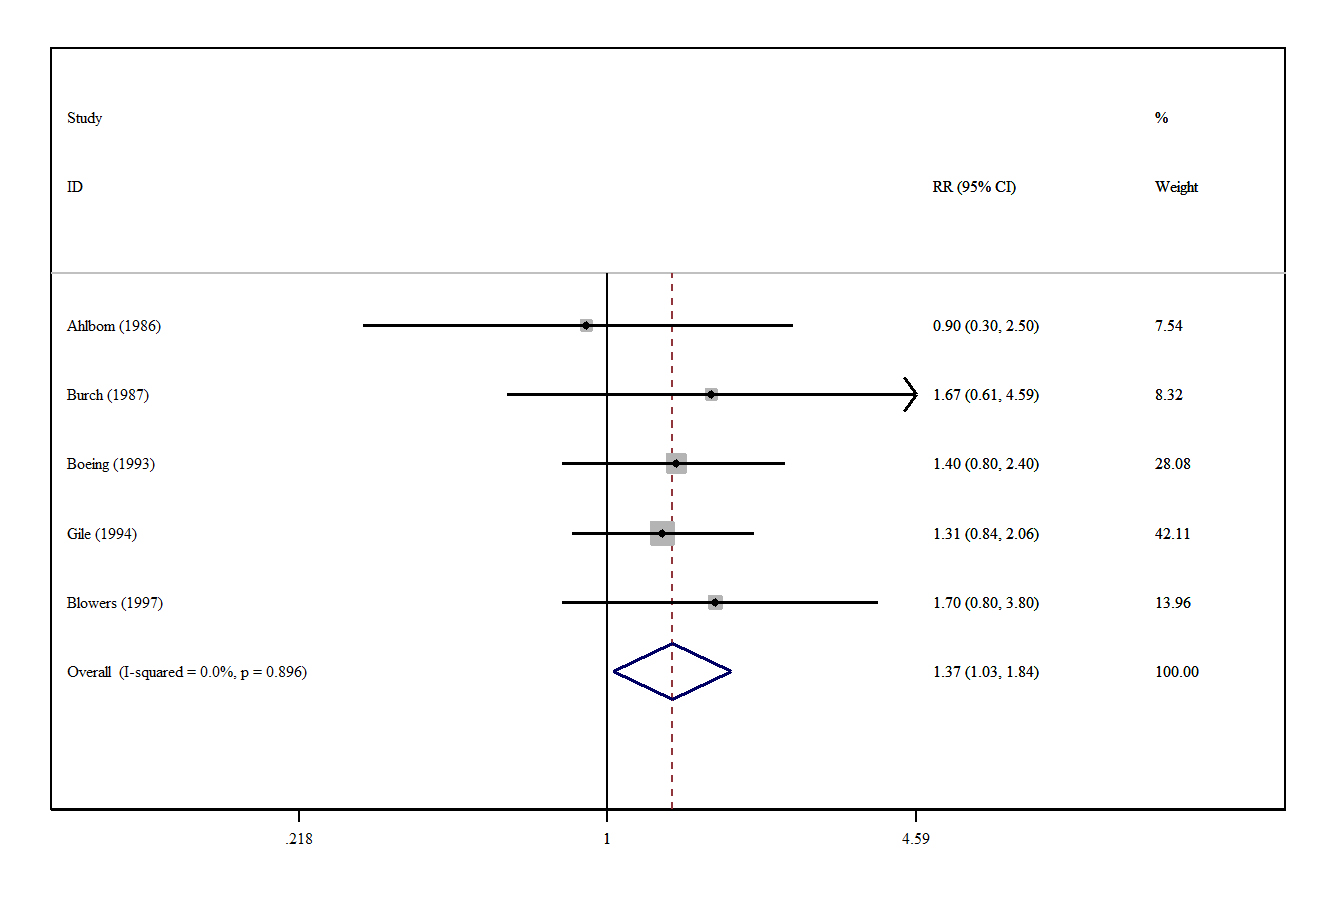 Study %
ID RR (95% CI) Weight
Ahlbom (1986) 0.90 (0.30, 2.50) 7.54
Burch (1987) 1.67 (0.61, 4.59) 8.32
Boeing (1993) 1.40 (0.80, 2.40) 28.08
Gile (1994) 1.31 (0.84, 2.06) 42.11
Blowers (1997) 1.70 (0.80, 3.80) 13.96
Overall (I-squared = 0.0%, p = 0.896) 1.37 (1.03, 1.84) 100.00
.218 1 4.59